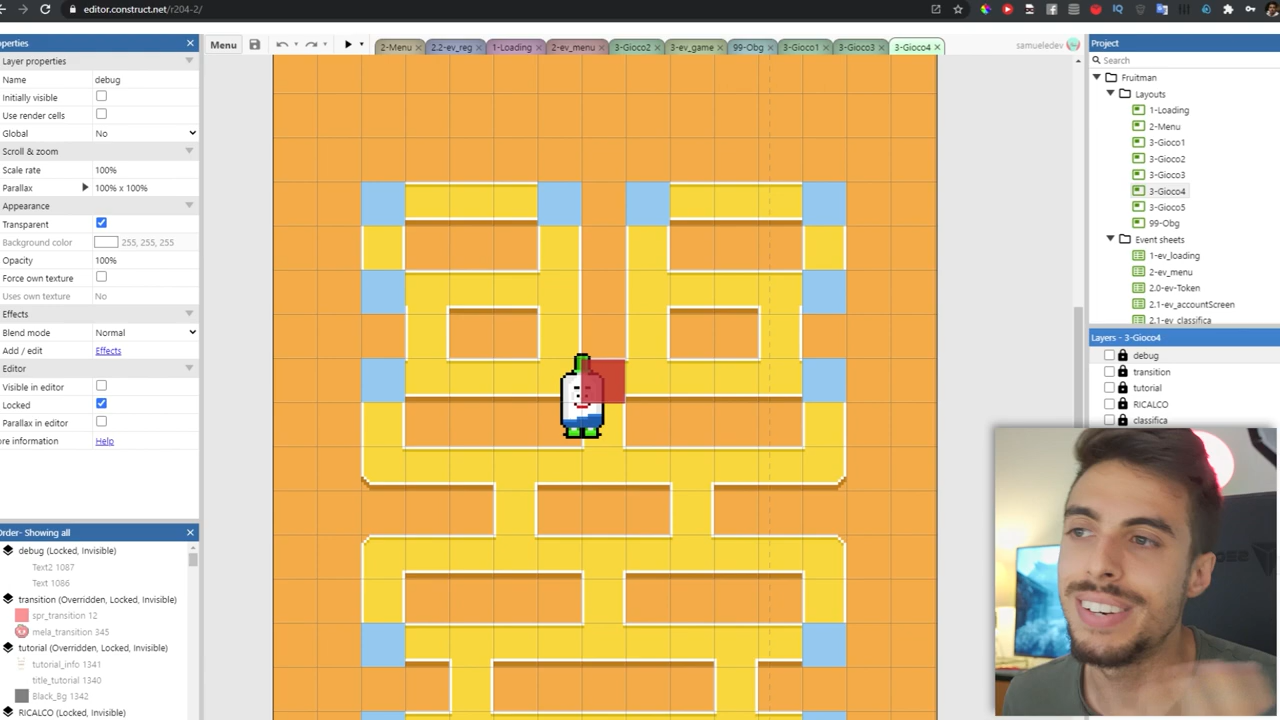 editor.construct.net/r204-2/
operties
Layer properties
Name debug
Initially visible
Use render cells
Global No
Scroll & zoom
Scale rate 100%
Parallax 100% x 100%
Appearance
Transparent
Background color 255, 255, 255
Opacity 100%
Force own texture
Uses own texture No
Effects
Blend mode Normal
Add / edit Effects
Editor
Visible in editor
Locked
Parallax in editor
ore information Help
Order- Showing all
debug (Locked, Invisible)
Text2 1087
Text 1086
transition (Overridden, Locked, Invisible)
spr_transition 12
mela_transition 345
tutorial (Overridden, Locked, Invisible)
tutorial_info 1341
title_tutorial 1340
Black_Bg 1342
RICALCO (Locked, Invisible)
Menu
2-Menu 2.2-ev_reg 1-Loading 2-ev_menu 3-Gioco2 3-ev_game 99-Obg 3-Gioco1 3-Gioco3 3-Gioco4
samueledev
Project
Search
Fruitman
Layouts
1-Loading
2-Menu
3-Gioco1
3-Gioco2
3-Gioco3
3-Gioco4
3-Gioco5
99-Obg
Event sheets
1-ev_loading
2-ev_menu
2.0-ev-Token
2.1-ev_accountScreen
2.1-ev_classifica
Layers - 3-Gioco4
debug
transition
tutorial
RICALCO
classifica